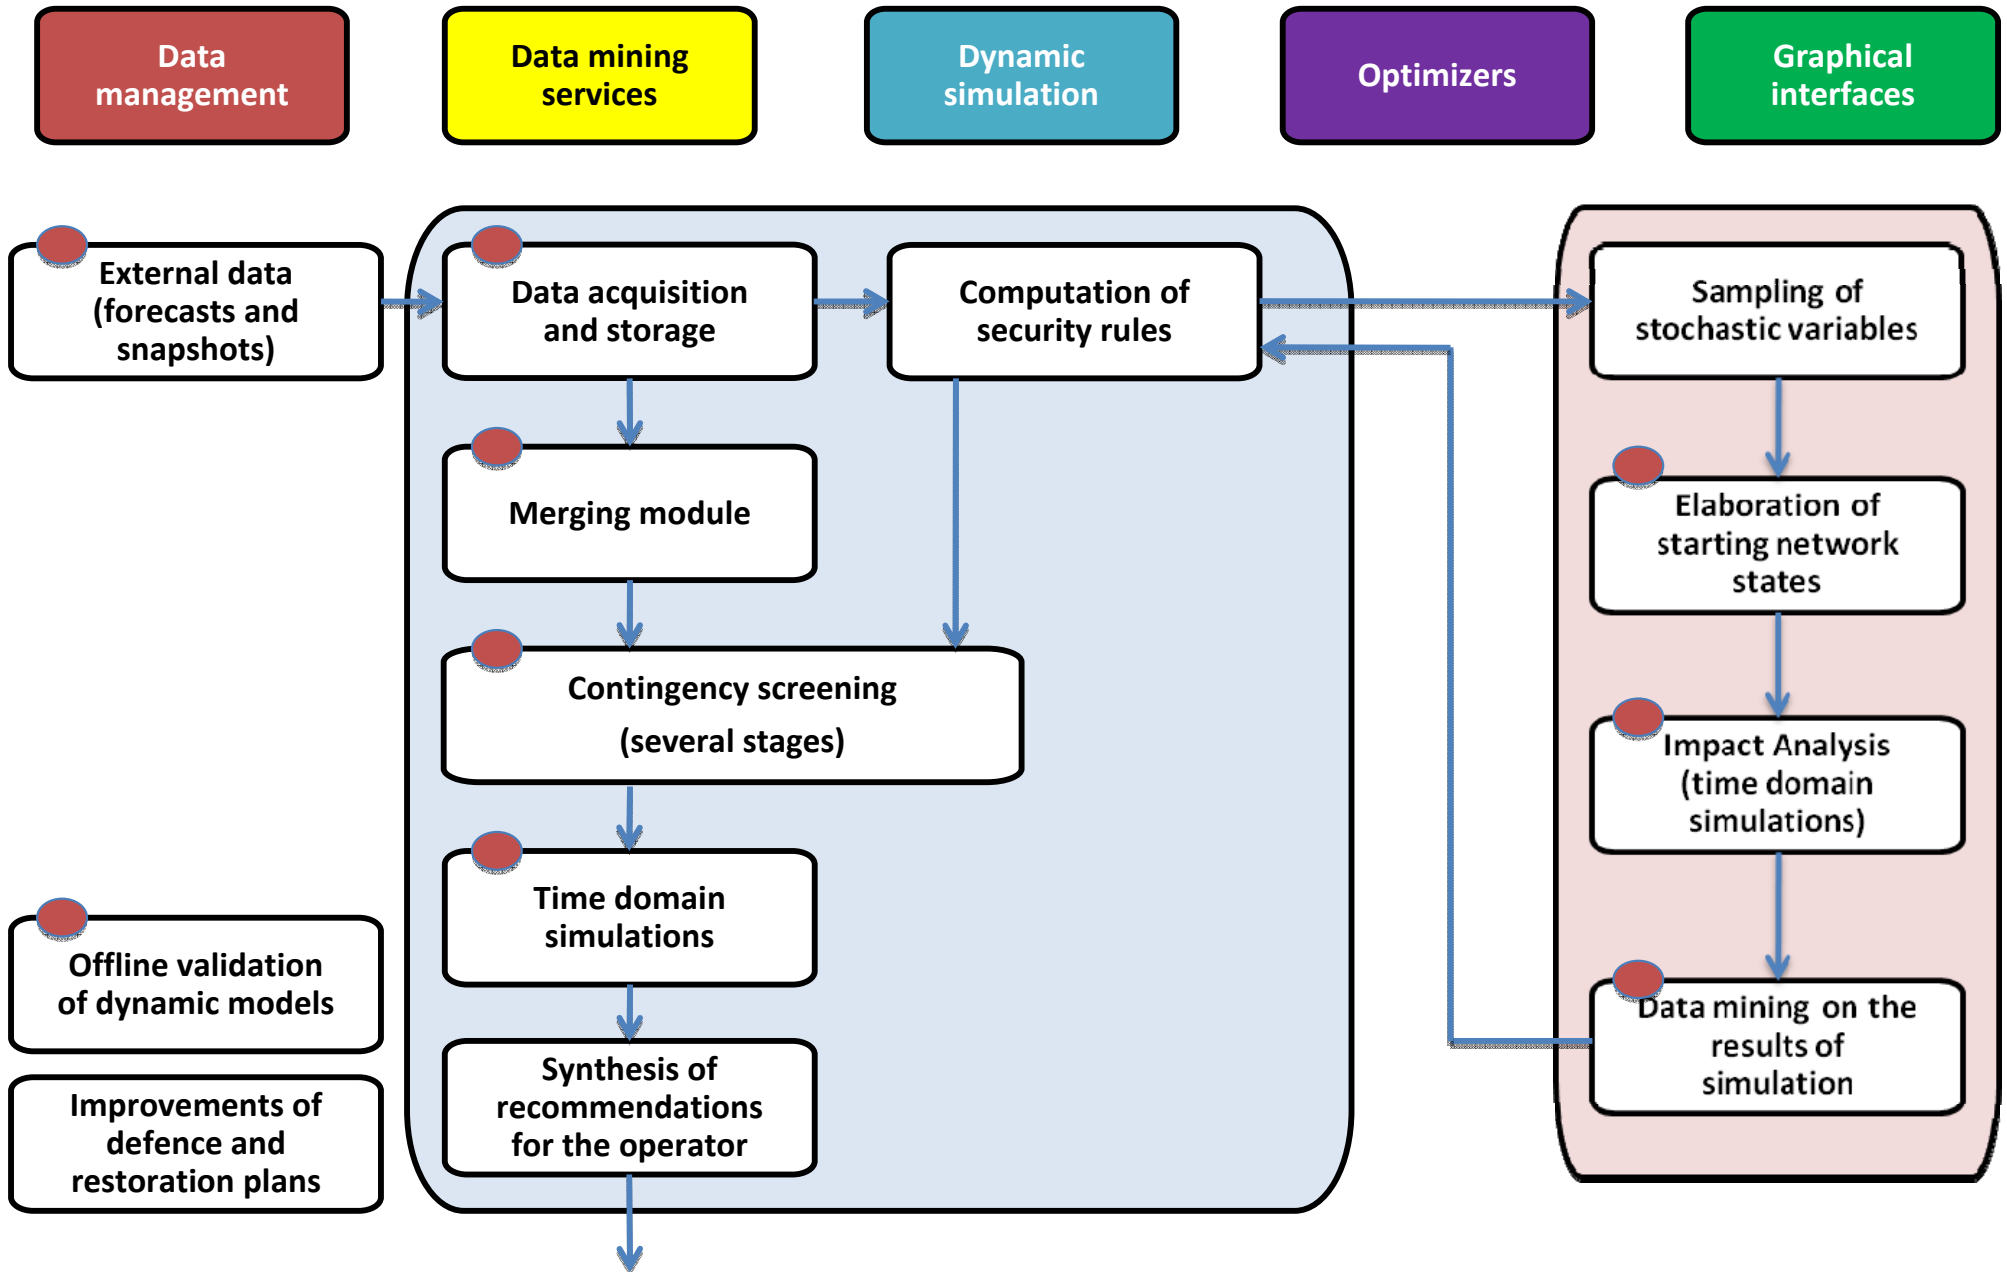 Data
management
Data mining
services
Dynamic
simulation
Optimizers
Graphical
interfaces
External data
(forecasts and
snapshots)
Data acquisition
and storage
Computation of
security rules
Sampling of
stochastic variables
Merging module
Elaboration of
starting network
states
Contingency screening
(several stages)
Impact Analysis
(time domain
simulations)
Time domain
simulations
Offline validation
of dynamic models
Data mining on the
results of
simulation
Synthesis of
recommendations
for the operator
Improvements of
defence and
restoration plans